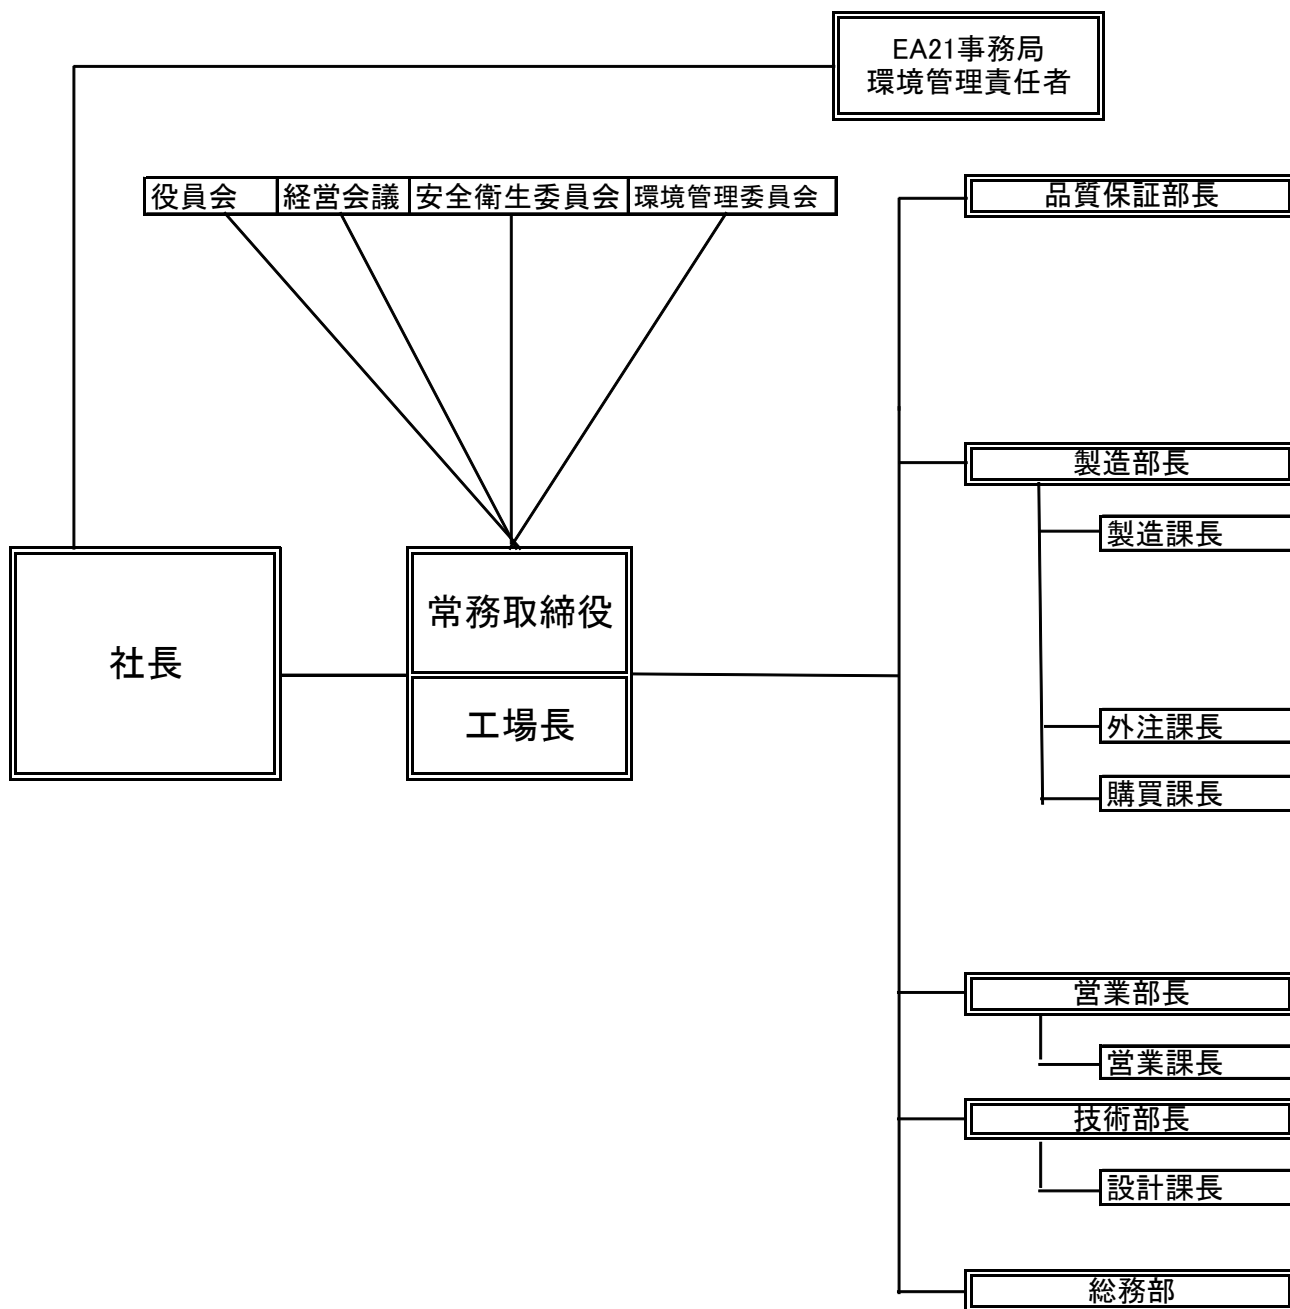 EA21事務局
環境管理責任者
役員会
経営会議
安全衛生委員会
環境管理委員会
品質保証部長
製造部長
製造課長
社長
常務取締役
工場長
外注課長
購買課長
営業部長
営業課長
技術部長
設計課長
総務部